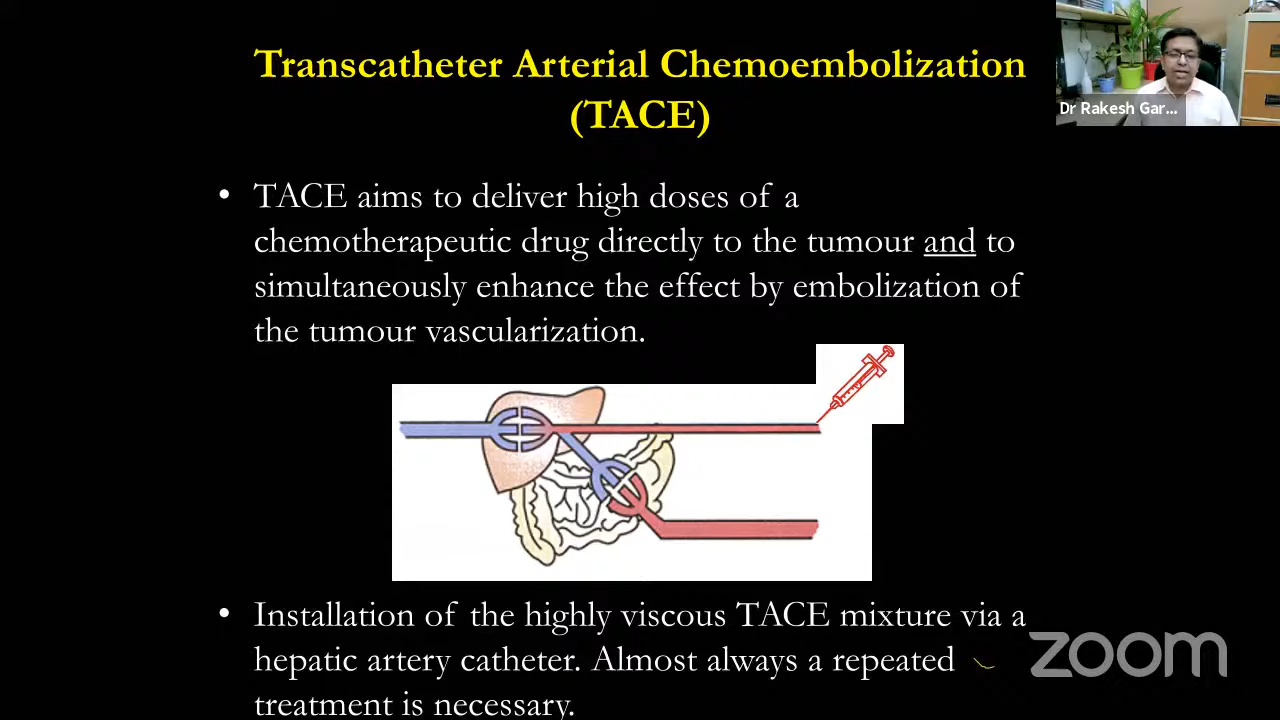 Transcatheter Arterial Chemoembolization
(TACE)
Dr Rakesh Gar...
• TACE aims to deliver high doses of a
chemotherapeutic drug directly to the tumour and to
simultaneously enhance the effect by embolization of
the tumour vascularization.
• Installation of the highly viscous TACE mixture via a
hepatic artery catheter. Almost always a repeated
treatment is necessary.
zoom